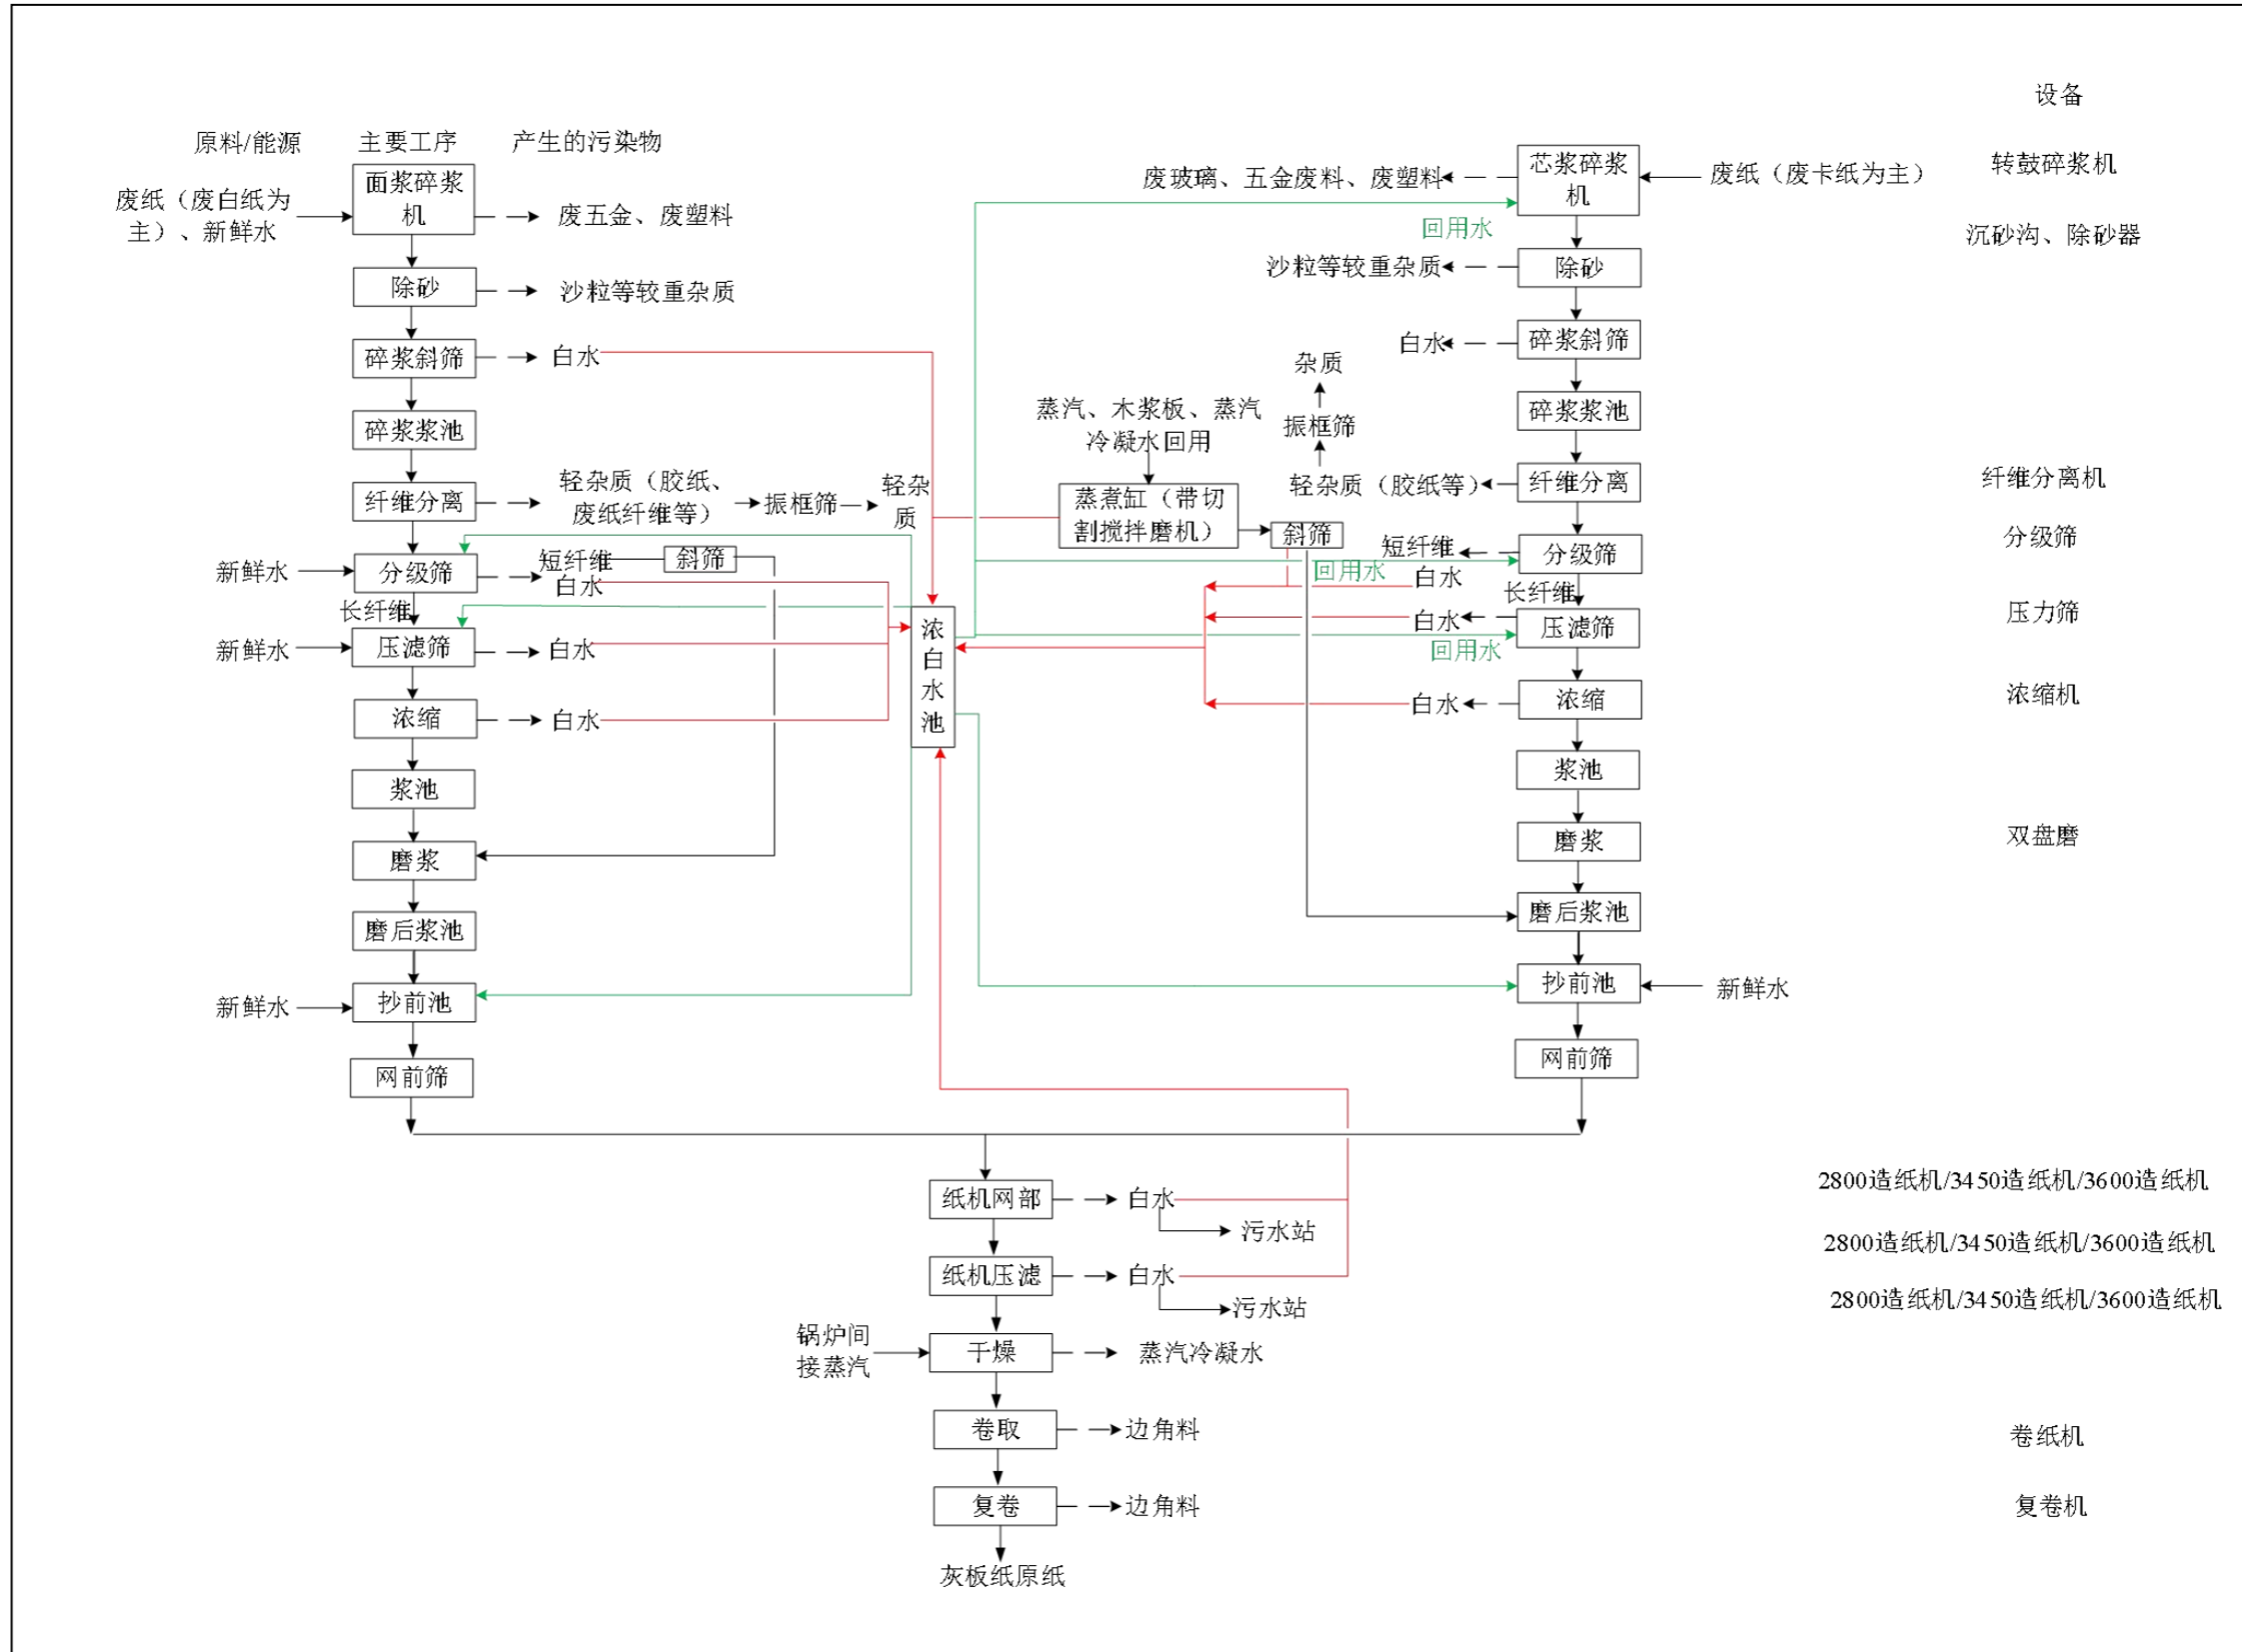 设备
原料/能源
主要工序
产生的污染物
面浆碎浆
机
废纸（废白纸为
主）、新鲜水
废五金、废塑料
除砂
沙粒等较重杂质
碎浆斜筛
白水
碎浆浆池
纤维分离
轻杂质（胶纸、
废纸纤维等）
振框筛
轻杂
质
新鲜水
分级筛
短纤维
斜筛
白水
长纤维
新鲜水
压滤筛
白水
浓缩
白水
浆池
磨浆
磨后浆池
新鲜水
抄前池
网前筛
浓
白
水
池
蒸汽、木浆板、蒸汽
冷凝水回用
蒸煮缸（带切
割搅拌磨机）
斜筛
芯浆碎浆
机
废玻璃、五金废料、废塑料
废纸（废卡纸为主）
回用水
除砂
沙粒等较重杂质
碎浆斜筛
白水
碎浆浆池
杂质
振框筛
轻杂质（胶纸等）
纤维分离
短纤维
分级筛
回用水
白水
长纤维
白水
压滤筛
回用水
白水
浓缩
浆池
磨浆
磨后浆池
抄前池
新鲜水
网前筛
转鼓碎浆机
沉砂沟、除砂器
纤维分离机
分级筛
压力筛
浓缩机
双盘磨
纸机网部
白水
污水站
2800造纸机/3450造纸机/3600造纸机
纸机压滤
白水
污水站
2800造纸机/3450造纸机/3600造纸机
锅炉间
接蒸汽
干燥
蒸汽冷凝水
2800造纸机/3450造纸机/3600造纸机
卷取
边角料
卷纸机
复卷
边角料
复卷机
灰板纸原纸